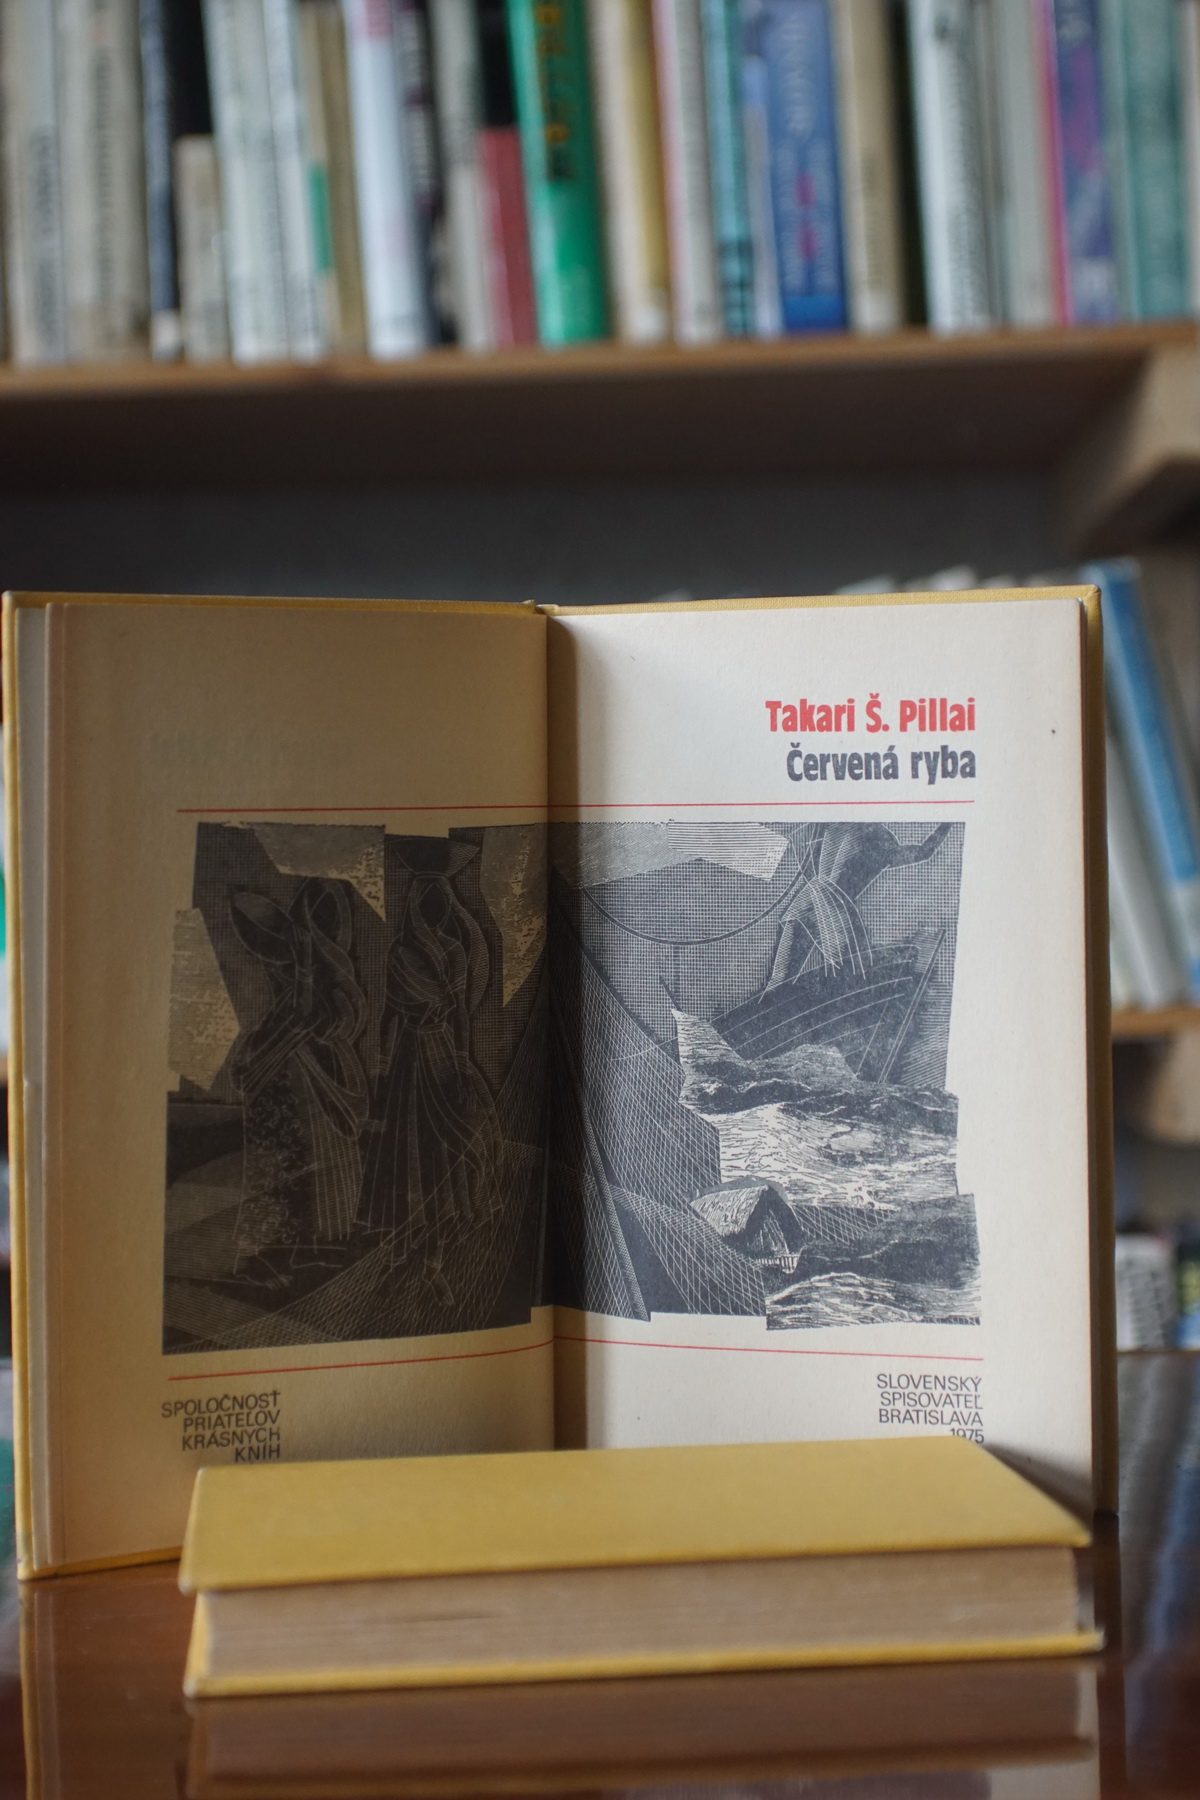 Takari Š. Pillai
Červená ryba
SPOLOČNOSŤ
PRIATEĽOV
KRÁSNYCH
KNÍH
SLOVENSKÝ
SPISOVATEĽ
BRATISLAVA
1975